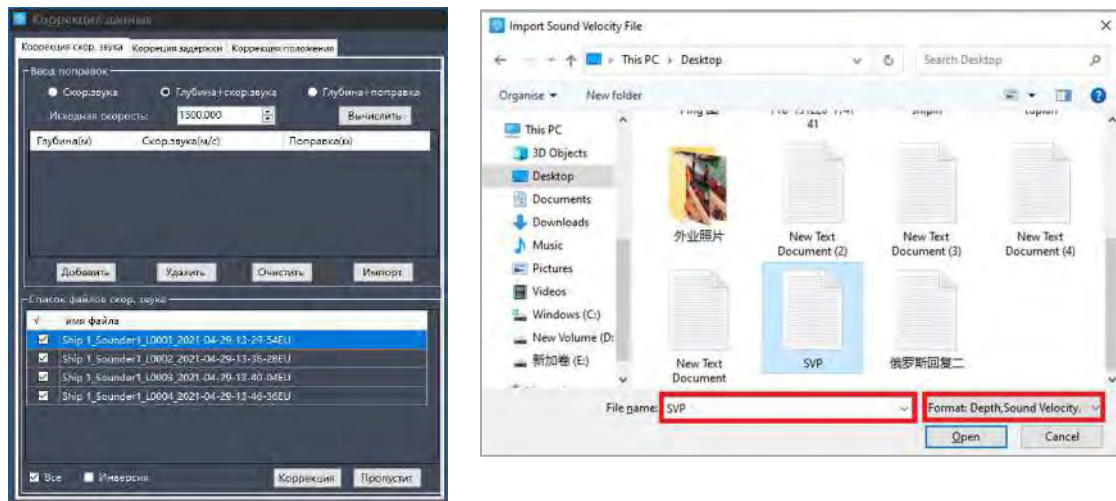 Коррекция данных
Коррекция скор. звука Коррекция задержки Коррекция положения
Ввод поправок
Скор.звука Глубина+скор.звука Глубина+поправка
Исходная скорость: 1500.000 Вычислить
Глубина(м) Скор.звука(м/с) Поправка(м)
Добавить Удалить Очистить Импорт
Список файлов скор. звука
√ имя файла
Ship 1_Sounder1_L0001_2021-04-29-13-29-54EU
Ship 1_Sounder1_L0002_2021-04-29-13-36-28EU
Ship 1_Sounder1_L0003_2021-04-29-13-40-04EU
Ship 1_Sounder1_L0004_2021-04-29-13-46-36EU
Все Инверсия Коррекция Пропустит
Import Sound Velocity File
This PC › Desktop
Search Desktop
Organise New folder
This PC
3D Objects
Desktop
Documents
Downloads
Music
Pictures
Videos
Windows (C:)
New Volume (D:
新加卷 (E:)
41
外业照片
New Text
Document (2)
New Text
Document (3)
New Text
Document (4)
New Text
Document
SVP
俄罗斯回复二
File name: SVP
Format: Depth,Sound Velocity,
Open Cancel